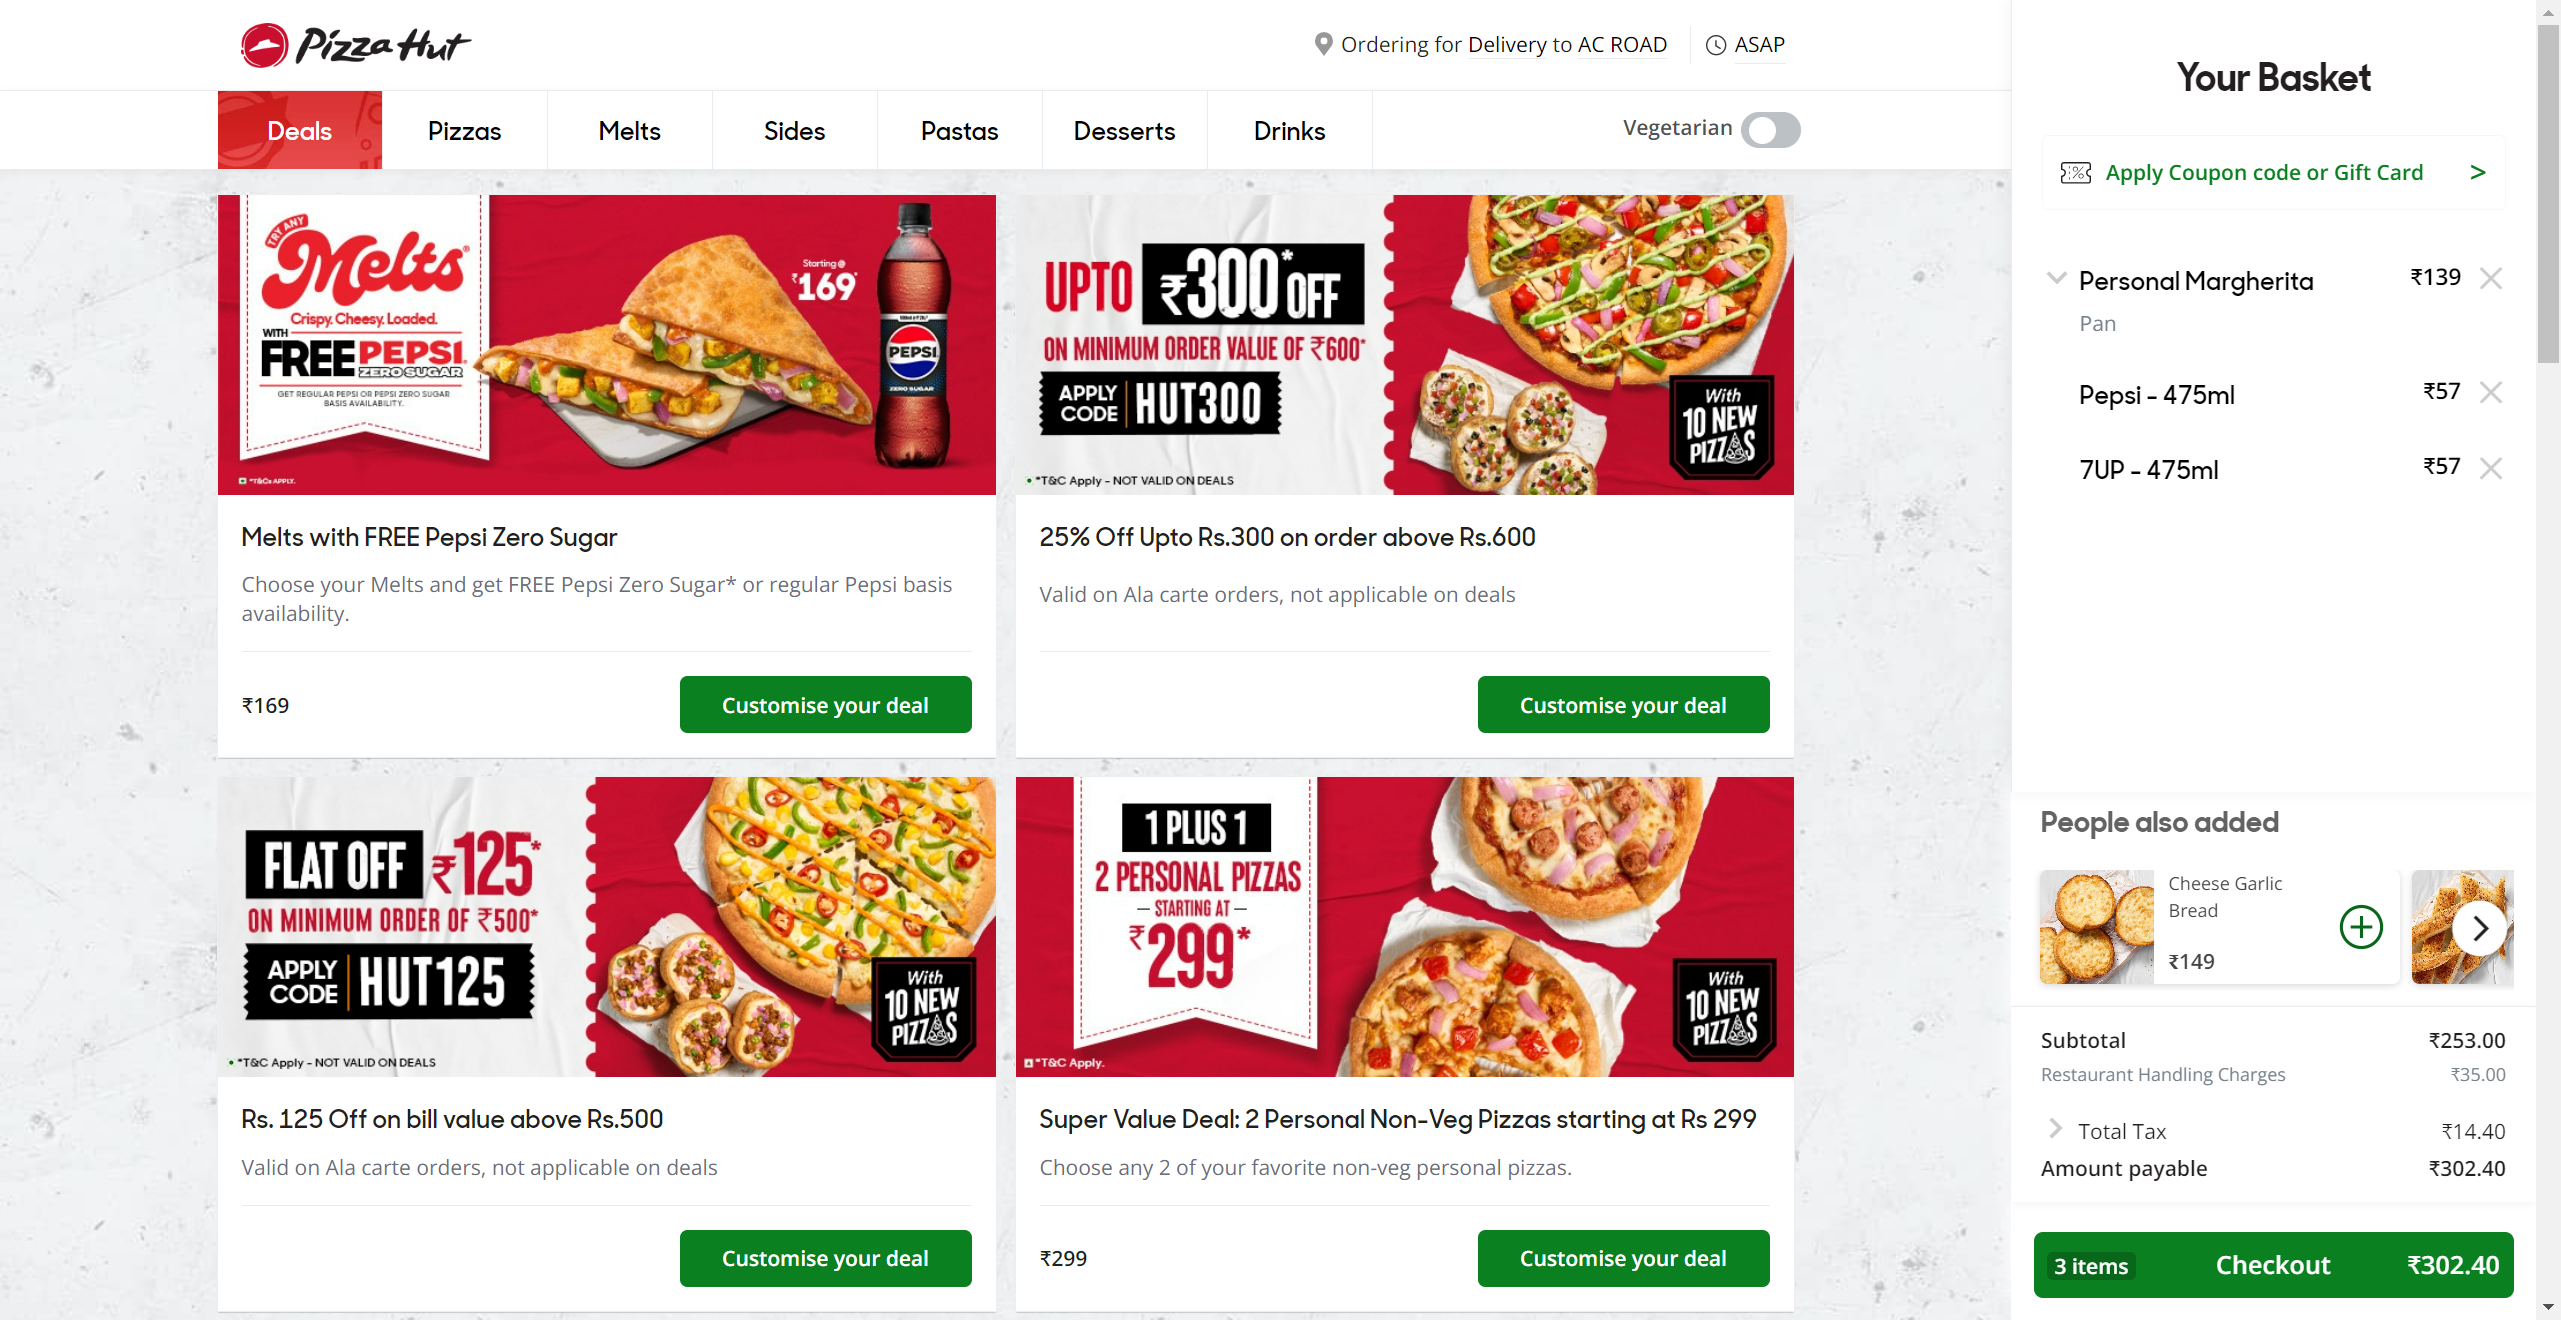 Pizza Hut
Ordering for Delivery to AC ROAD
ASAP
Deals
Pizzas
Melts
Sides
Pastas
Desserts
Drinks
Vegetarian
TRY ANY
Melts
Crispy. Cheesy. Loaded.
WITH
FREE PEPSI
ZERO SUGAR
GET REGULAR PEPSI OR PEPSI ZERO SUGAR
BASIS AVAILABILITY.
*T&Cs APPLY.
Starting @
₹169*
PEPSI
ZERO SUGAR
Melts with FREE Pepsi Zero Sugar
Choose your Melts and get FREE Pepsi Zero Sugar* or regular Pepsi basis
availability.
₹169
Customise your deal
UPTO ₹300* OFF
ON MINIMUM ORDER VALUE OF ₹600*
APPLY CODE HUT300
*T&C Apply - NOT VALID ON DEALS
With
10 NEW
PIZZAS
25% Off Upto Rs.300 on order above Rs.600
Valid on Ala carte orders, not applicable on deals
Customise your deal
FLAT OFF ₹125*
ON MINIMUM ORDER OF ₹500*
APPLY CODE HUT125
*T&C Apply - NOT VALID ON DEALS
With
10 NEW
PIZZAS
Rs. 125 Off on bill value above Rs.500
Valid on Ala carte orders, not applicable on deals
Customise your deal
1 PLUS 1
2 PERSONAL PIZZAS
STARTING AT
₹299*
*T&C Apply.
With
10 NEW
PIZZAS
Super Value Deal: 2 Personal Non-Veg Pizzas starting at Rs 299
Choose any 2 of your favorite non-veg personal pizzas.
₹299
Customise your deal
Your Basket
Apply Coupon code or Gift Card >
Personal Margherita ₹139
Pan
Pepsi - 475ml ₹57
7UP - 475ml ₹57
People also added
Cheese Garlic
Bread
₹149
Subtotal ₹253.00
Restaurant Handling Charges ₹35.00
Total Tax ₹14.40
Amount payable ₹302.40
3 items Checkout ₹302.40